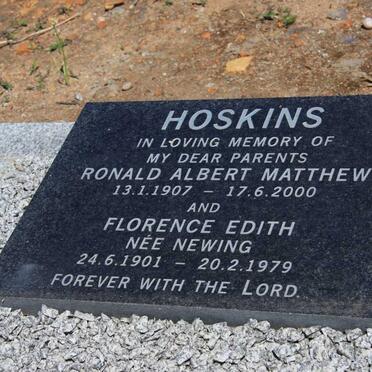 HOSKINS
IN LOVING MEMORY OF
MY DEAR PARENTS
RONALD ALBERT MATTHEW
13.1.1907 – 17.6.2000
AND
FLORENCE EDITH
NÉE NEWING
24.6.1901 – 20.2.1979
FOREVER WITH THE LORD.